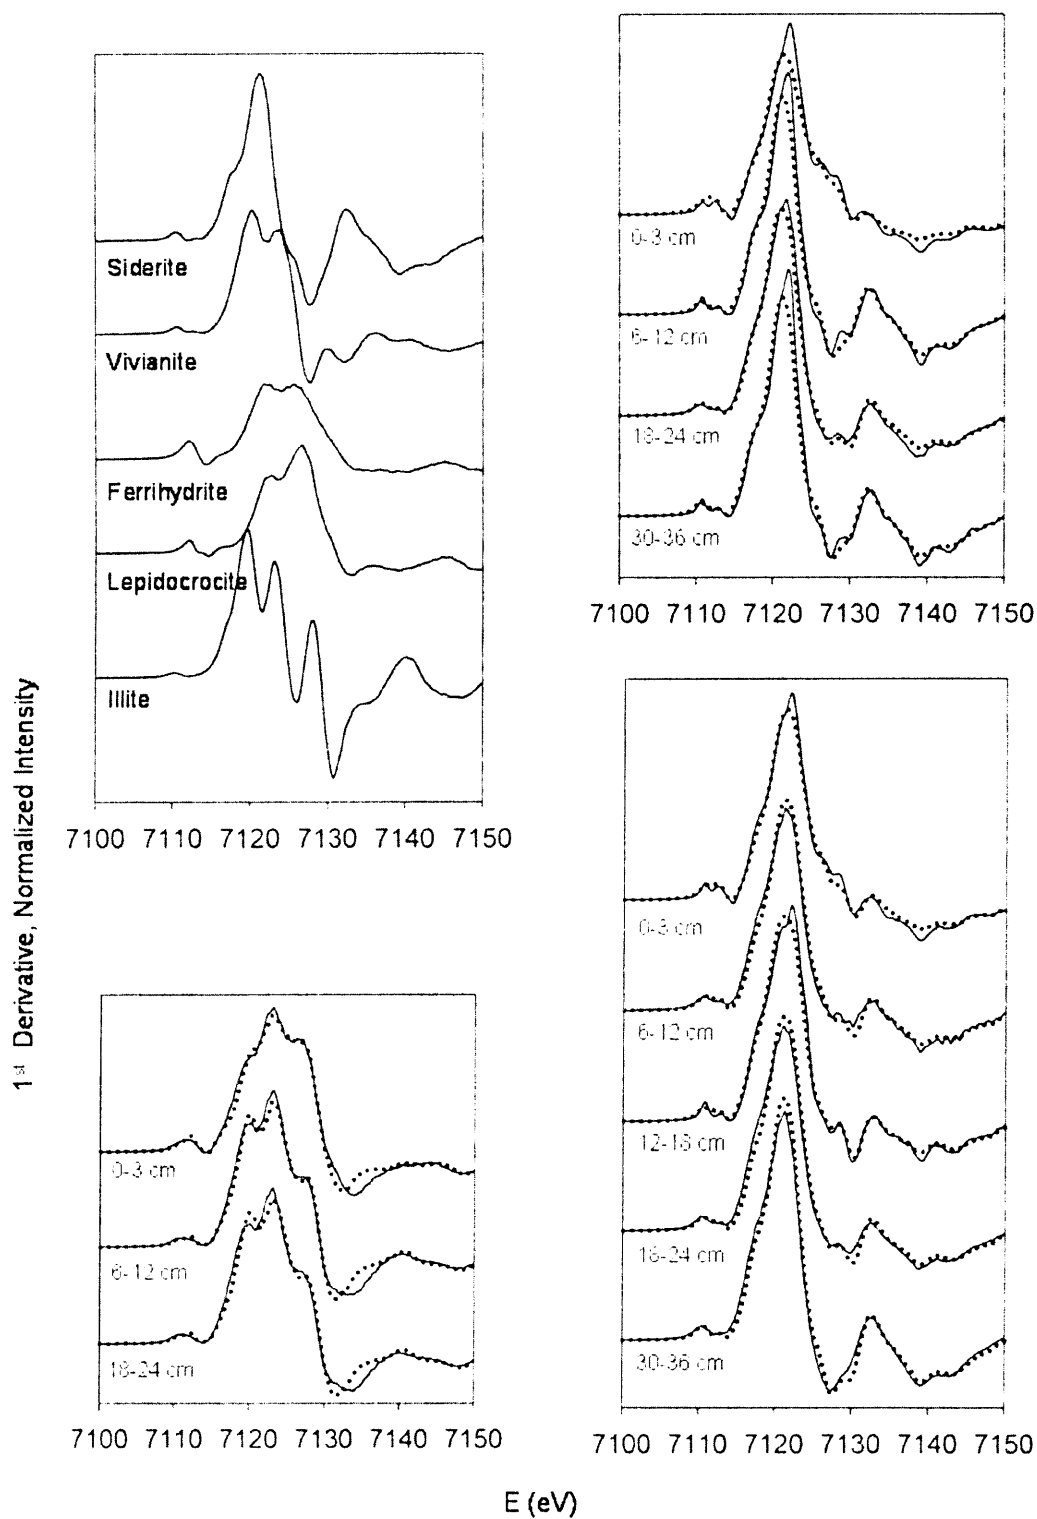 Siderite
Vivianite
Ferrihydrite
Lepidocrocite
Illite
7100 7110 7120 7130 7140 7150
0-3 cm
6-12 cm
18-24 cm
30-36 cm
7100 7110 7120 7130 7140 7150
1st Derivative, Normalized Intensity
0-3 cm
6-12 cm
18-24 cm
7100 7110 7120 7130 7140 7150
0-3 cm
6-12 cm
12-18 cm
18-24 cm
30-36 cm
7100 7110 7120 7130 7140 7150
E (eV)